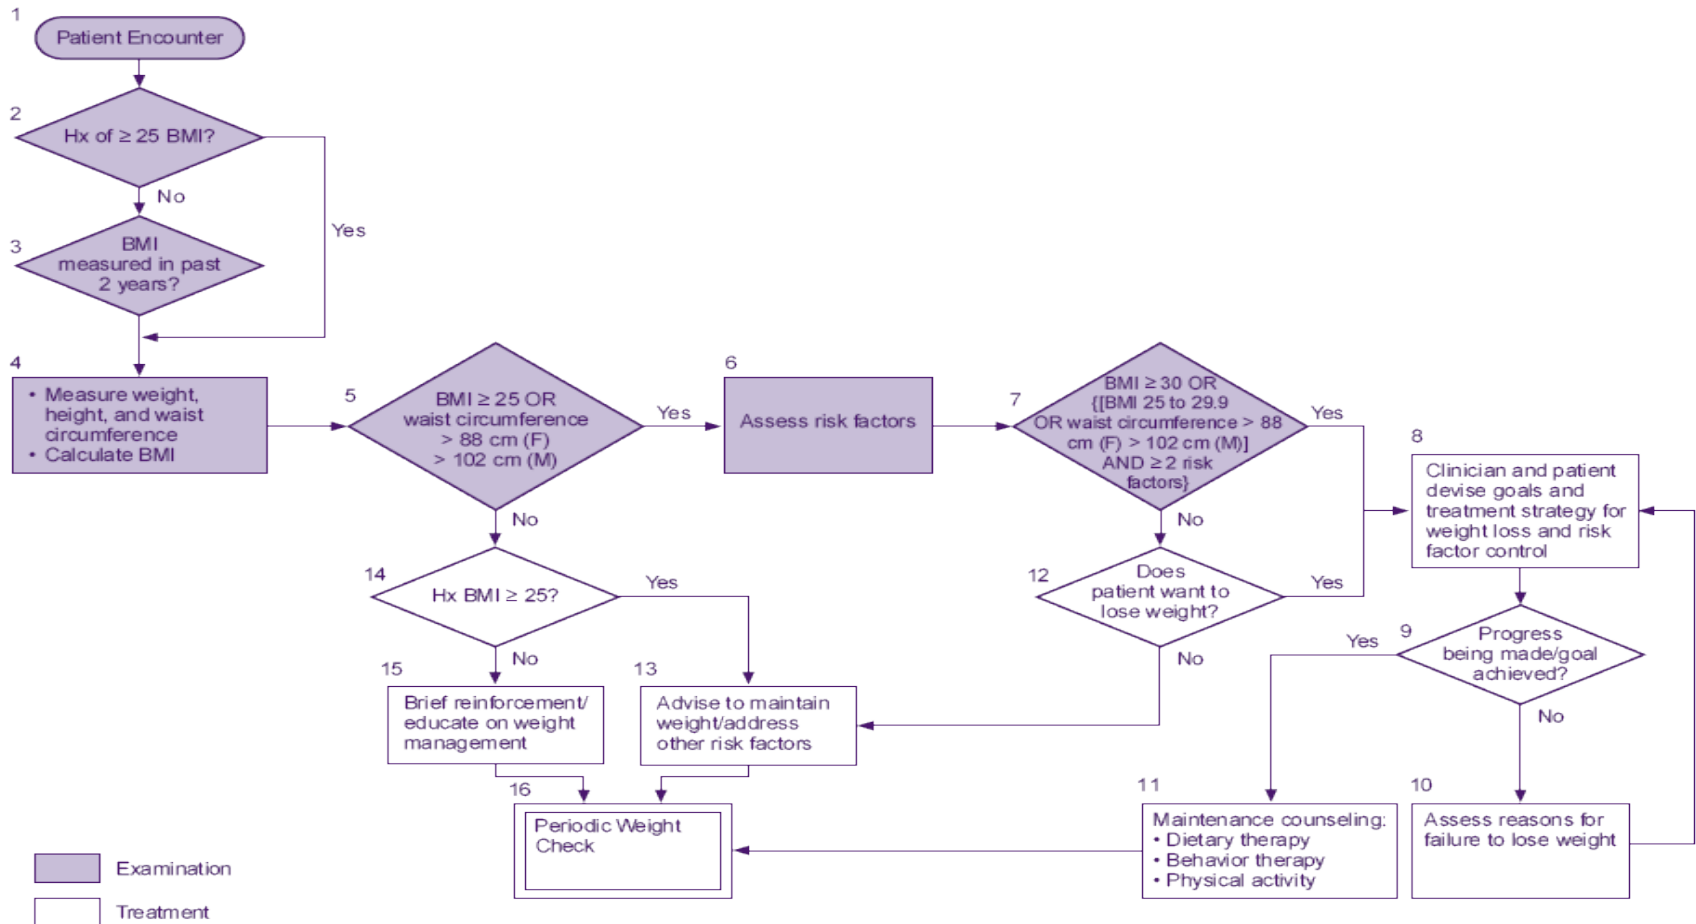 1
Patient Encounter
2
Hx of ≥ 25 BMI?
No
Yes
3
BMI
measured in past
2 years?
4
• Measure weight,
height, and waist
circumference
• Calculate BMI
5
BMI ≥ 25 OR
waist circumference
> 88 cm (F)
> 102 cm (M)
Yes
No
6
Assess risk factors
7
BMI ≥ 30 OR
{[BMI 25 to 29.9
OR waist circumference > 88
cm (F) > 102 cm (M)]
AND ≥ 2 risk
factors}
Yes
No
8
Clinician and patient
devise goals and
treatment strategy for
weight loss and risk
factor control
14
Hx BMI ≥ 25?
Yes
No
12
Does
patient want to
lose weight?
Yes
No
9
Progress
being made/goal
achieved?
Yes
No
15
Brief reinforcement/
educate on weight
management
13
Advise to maintain
weight/address
other risk factors
16
Periodic Weight
Check
11
Maintenance counseling:
• Dietary therapy
• Behavior therapy
• Physical activity
10
Assess reasons for
failure to lose weight
Examination
Treatment